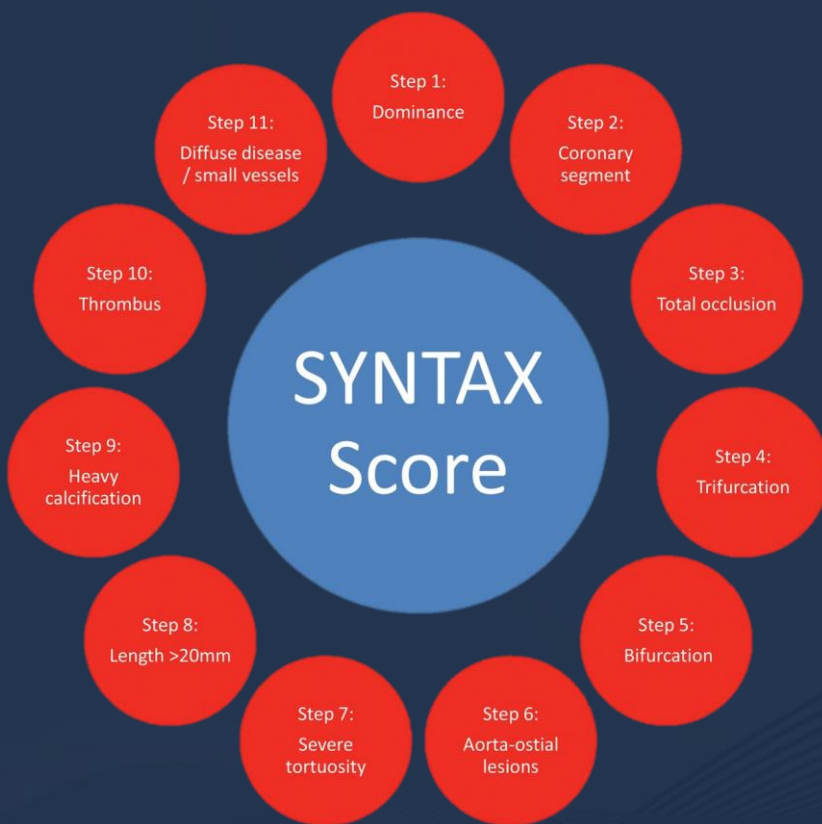 SYNTAX
Score
Step 1:
Dominance
Step 2:
Coronary
segment
Step 3:
Total occlusion
Step 4:
Trifurcation
Step 5:
Bifurcation
Step 6:
Aorta-ostial
lesions
Step 7:
Severe
tortuosity
Step 8:
Length >20mm
Step 9:
Heavy
calcification
Step 10:
Thrombus
Step 11:
Diffuse disease
/ small vessels